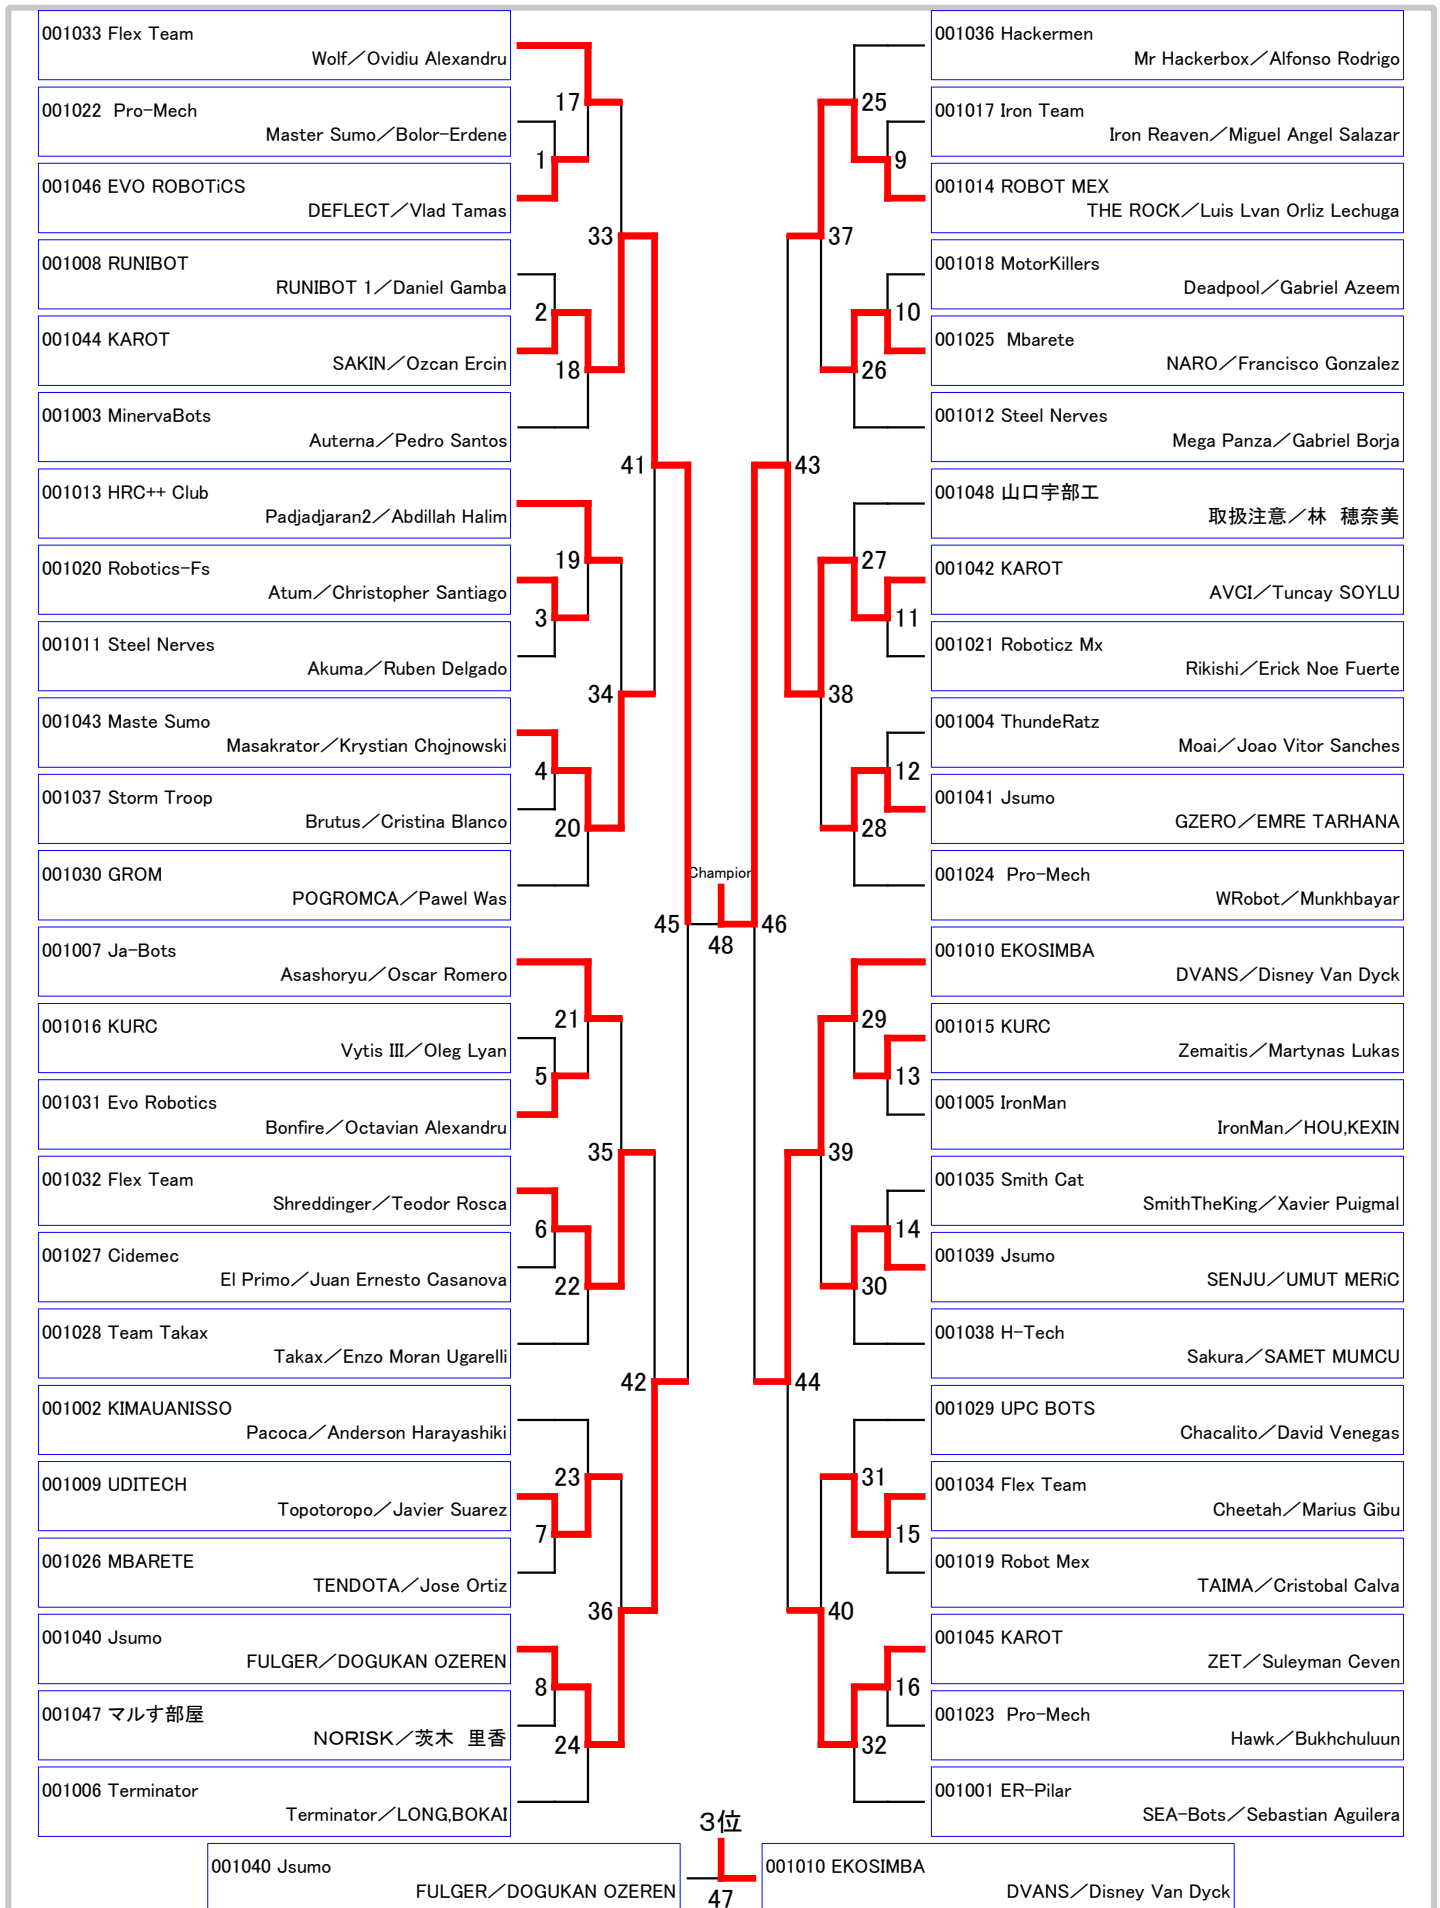 001033 Flex Team
Wolf／Ovidiu Alexandru
001022 Pro-Mech
Master Sumo／Bolor-Erdene
001046 EVO ROBOTiCS
DEFLECT／Vlad Tamas
001008 RUNIBOT
RUNIBOT 1／Daniel Gamba
001044 KAROT
SAKIN／Ozcan Ercin
001003 MinervaBots
Auterna／Pedro Santos
001013 HRC++ Club
Padjadjaran2／Abdillah Halim
001020 Robotics-Fs
Atum／Christopher Santiago
001011 Steel Nerves
Akuma／Ruben Delgado
001043 Maste Sumo
Masakrator／Krystian Chojnowski
001037 Storm Troop
Brutus／Cristina Blanco
001030 GROM
POGROMCA／Pawel Was
001007 Ja-Bots
Asashoryu／Oscar Romero
001016 KURC
Vytis III／Oleg Lyan
001031 Evo Robotics
Bonfire／Octavian Alexandru
001032 Flex Team
Shreddinger／Teodor Rosca
001027 Cidemec
El Primo／Juan Ernesto Casanova
001028 Team Takax
Takax／Enzo Moran Ugarelli
001002 KIMAUANISSO
Pacoca／Anderson Harayashiki
001009 UDITECH
Topotoropo／Javier Suarez
001026 MBARETE
TENDOTA／Jose Ortiz
001040 Jsumo
FULGER／DOGUKAN OZEREN
001047 マルす部屋
NORISK／茨木　里香
001006 Terminator
Terminator／LONG,BOKAI
17
1
33
2
18
41
19
3
34
4
20
45
21
5
35
6
22
42
23
7
36
8
24
Champion
48
46
25
9
37
10
26
43
27
11
38
12
28
29
13
39
14
30
44
31
15
40
16
32
001036 Hackermen
Mr Hackerbox／Alfonso Rodrigo
001017 Iron Team
Iron Reaven／Miguel Angel Salazar
001014 ROBOT MEX
THE ROCK／Luis Lvan Orliz Lechuga
001018 MotorKillers
Deadpool／Gabriel Azeem
001025 Mbarete
NARO／Francisco Gonzalez
001012 Steel Nerves
Mega Panza／Gabriel Borja
001048 山口宇部工
取扱注意／林　穂奈美
001042 KAROT
AVCI／Tuncay SOYLU
001021 Roboticz Mx
Rikishi／Erick Noe Fuerte
001004 ThundeRatz
Moai／Joao Vitor Sanches
001041 Jsumo
GZERO／EMRE TARHANA
001024 Pro-Mech
WRobot／Munkhbayar
001010 EKOSIMBA
DVANS／Disney Van Dyck
001015 KURC
Zemaitis／Martynas Lukas
001005 IronMan
IronMan／HOU,KEXIN
001035 Smith Cat
SmithTheKing／Xavier Puigmal
001039 Jsumo
SENJU／UMUT MERiC
001038 H-Tech
Sakura／SAMET MUMCU
001029 UPC BOTS
Chacalito／David Venegas
001034 Flex Team
Cheetah／Marius Gibu
001019 Robot Mex
TAIMA／Cristobal Calva
001045 KAROT
ZET／Suleyman Ceven
001023 Pro-Mech
Hawk／Bukhchuluun
001001 ER-Pilar
SEA-Bots／Sebastian Aguilera
3位
001040 Jsumo
FULGER／DOGUKAN OZEREN
47
001010 EKOSIMBA
DVANS／Disney Van Dyck